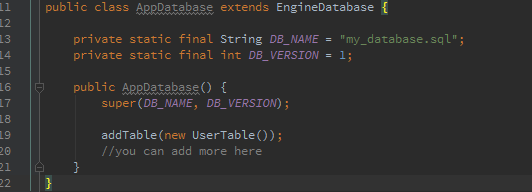 11 public class AppDatabase extends EngineDatabase {
12
13 private static final String DB_NAME = "my_database.sql";
14 private static final int DB_VERSION = 1;
15
16 public AppDatabase() {
17 super(DB_NAME, DB_VERSION);
18
19 addTable(new UserTable());
20 //you can add more here
21 }
22 }